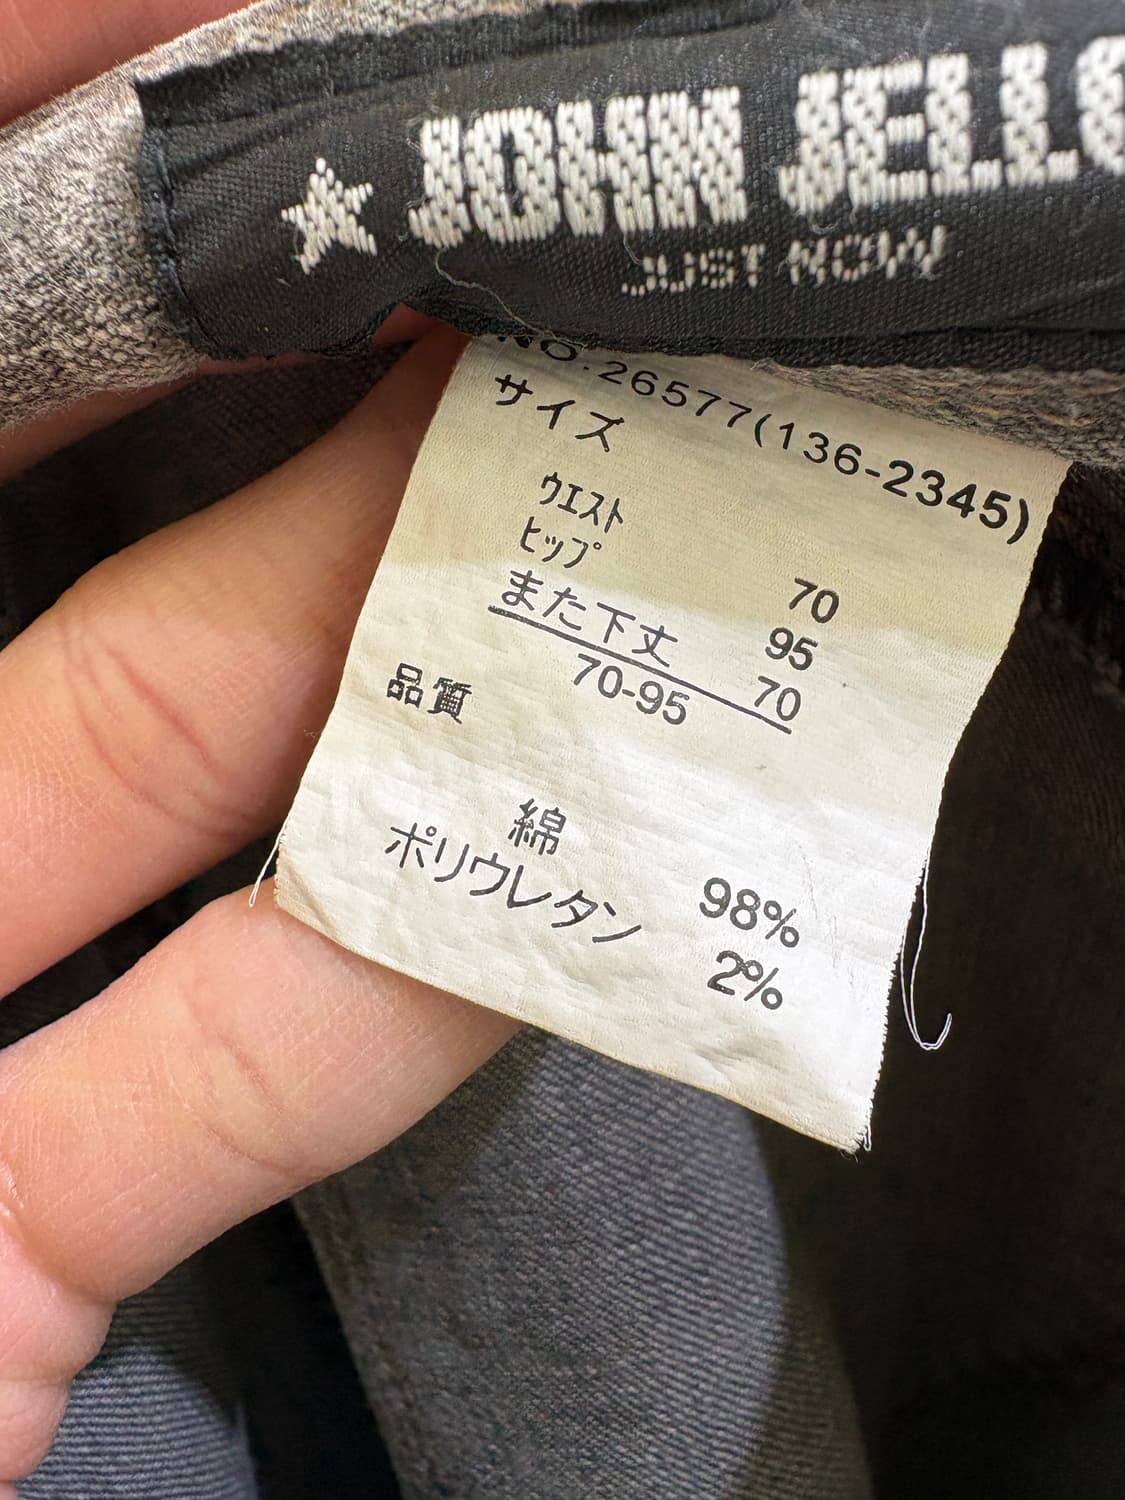 JOHN JELLO
JUST NOW
NO.26577(136-2345)
サイズ
ウエスト 70
ヒップ 95
また下丈 70
70-95
品質
綿 98%
ポリウレタン 2%